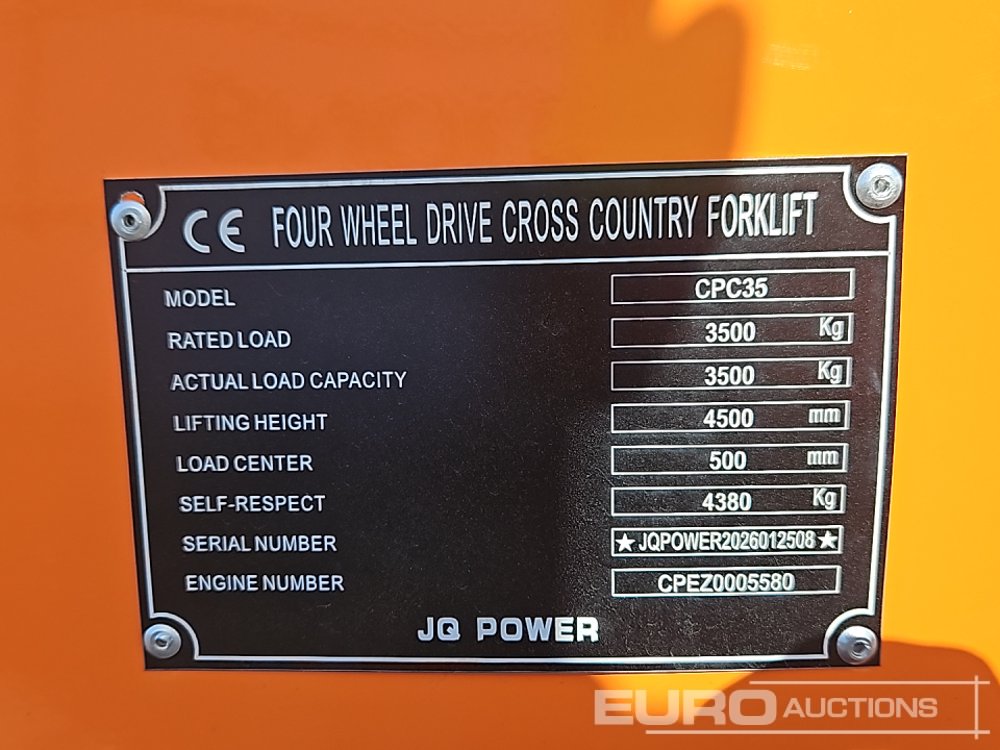 CE FOUR WHEEL DRIVE CROSS COUNTRY FORKLIFT
MODEL CPC35
RATED LOAD 3500 Kg
ACTUAL LOAD CAPACITY 3500 Kg
LIFTING HEIGHT 4500 mm
LOAD CENTER 500 mm
SELF-RESPECT 4380 Kg
SERIAL NUMBER ★JQPOWER2026012508★
ENGINE NUMBER CPEZ0005580
JQ POWER
EURO AUCTIONS